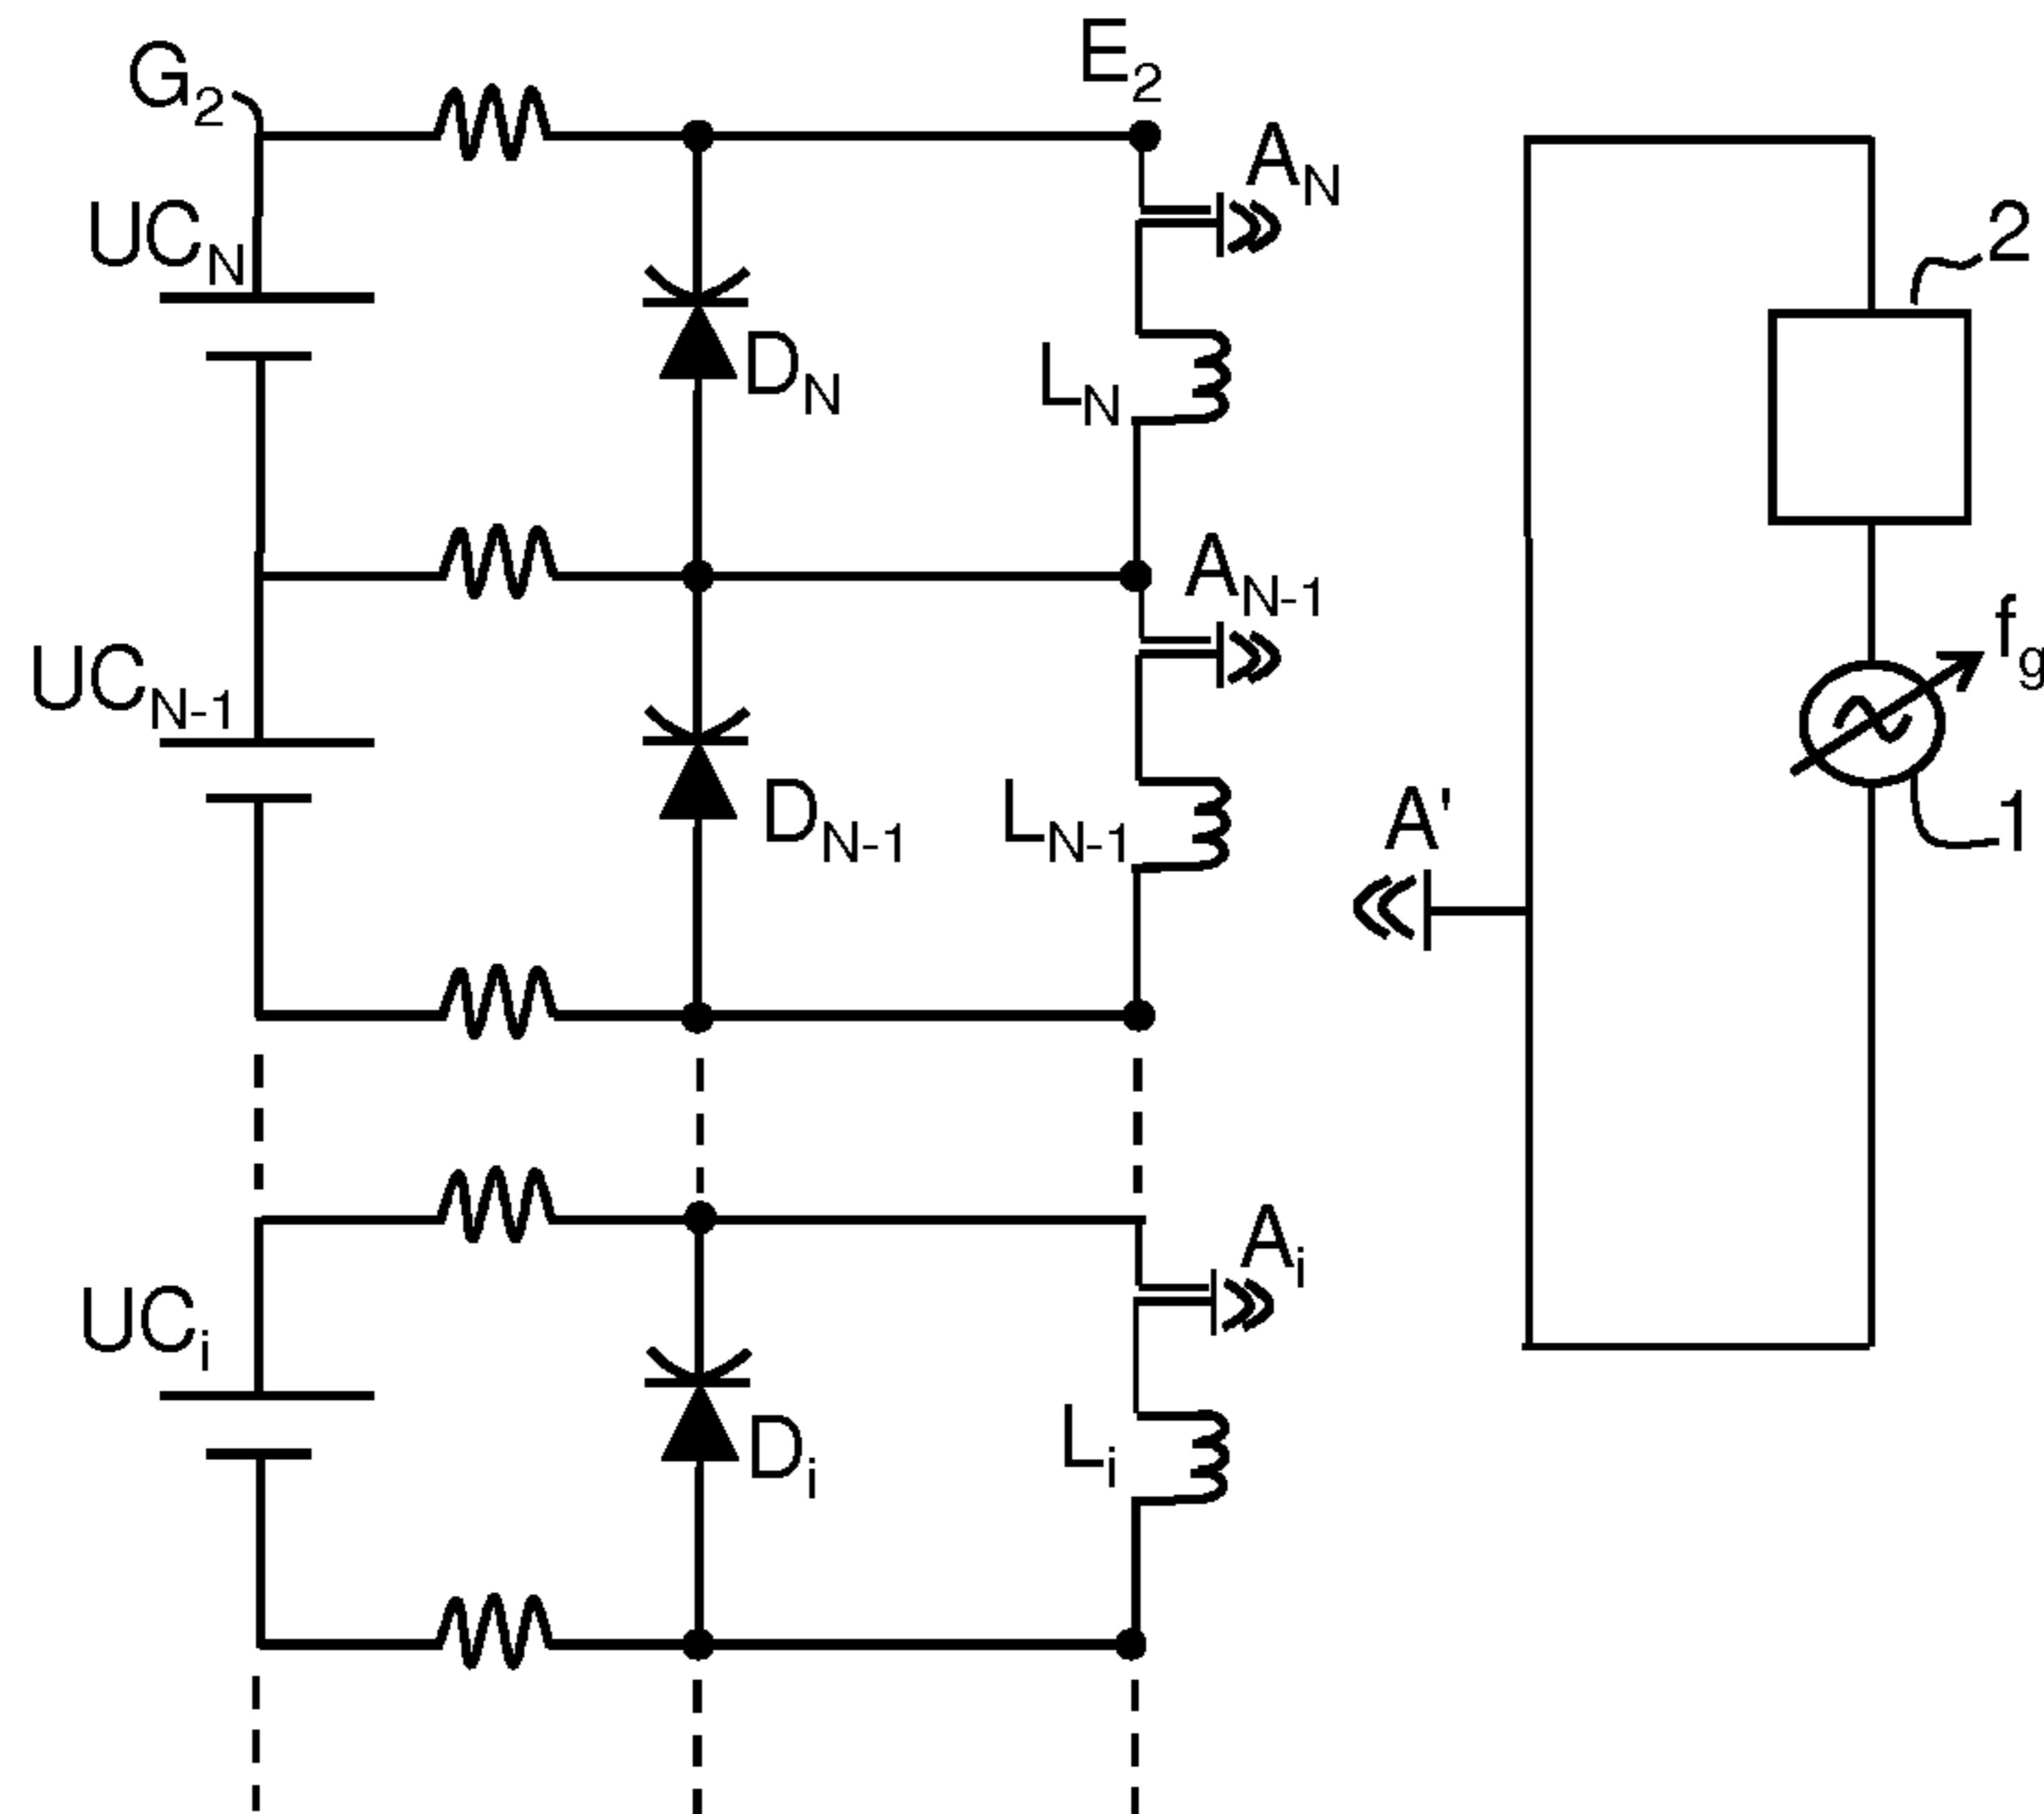 G2
E2
AN
UCN
2
DN
LN
AN-1
fg
UCN-1
DN-1
LN-1
A'
1
Ai
UCi
Di
Li